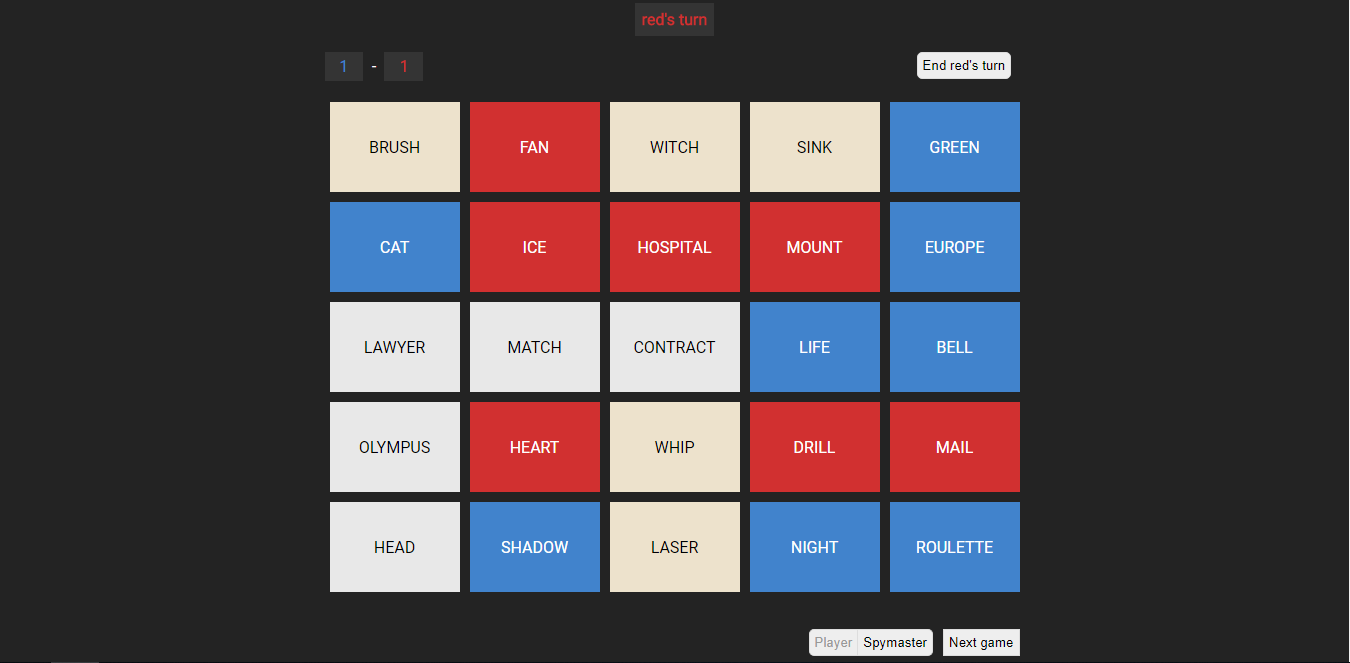 red's turn
1 - 1
End red's turn
BRUSH FAN WITCH SINK GREEN
CAT ICE HOSPITAL MOUNT EUROPE
LAWYER MATCH CONTRACT LIFE BELL
OLYMPUS HEART WHIP DRILL MAIL
HEAD SHADOW LASER NIGHT ROULETTE
Player Spymaster Next game